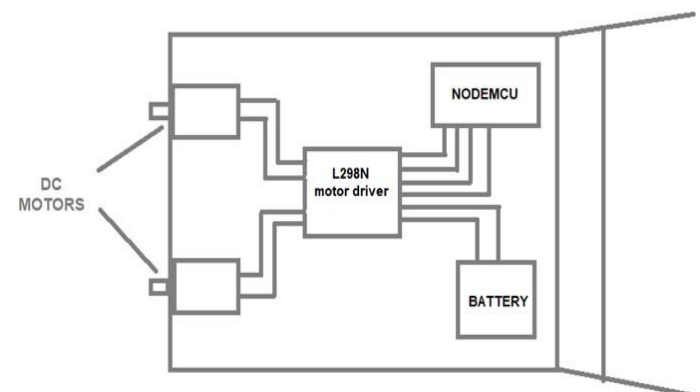 NODEMCU
L298N
motor driver
DC
MOTORS
BATTERY